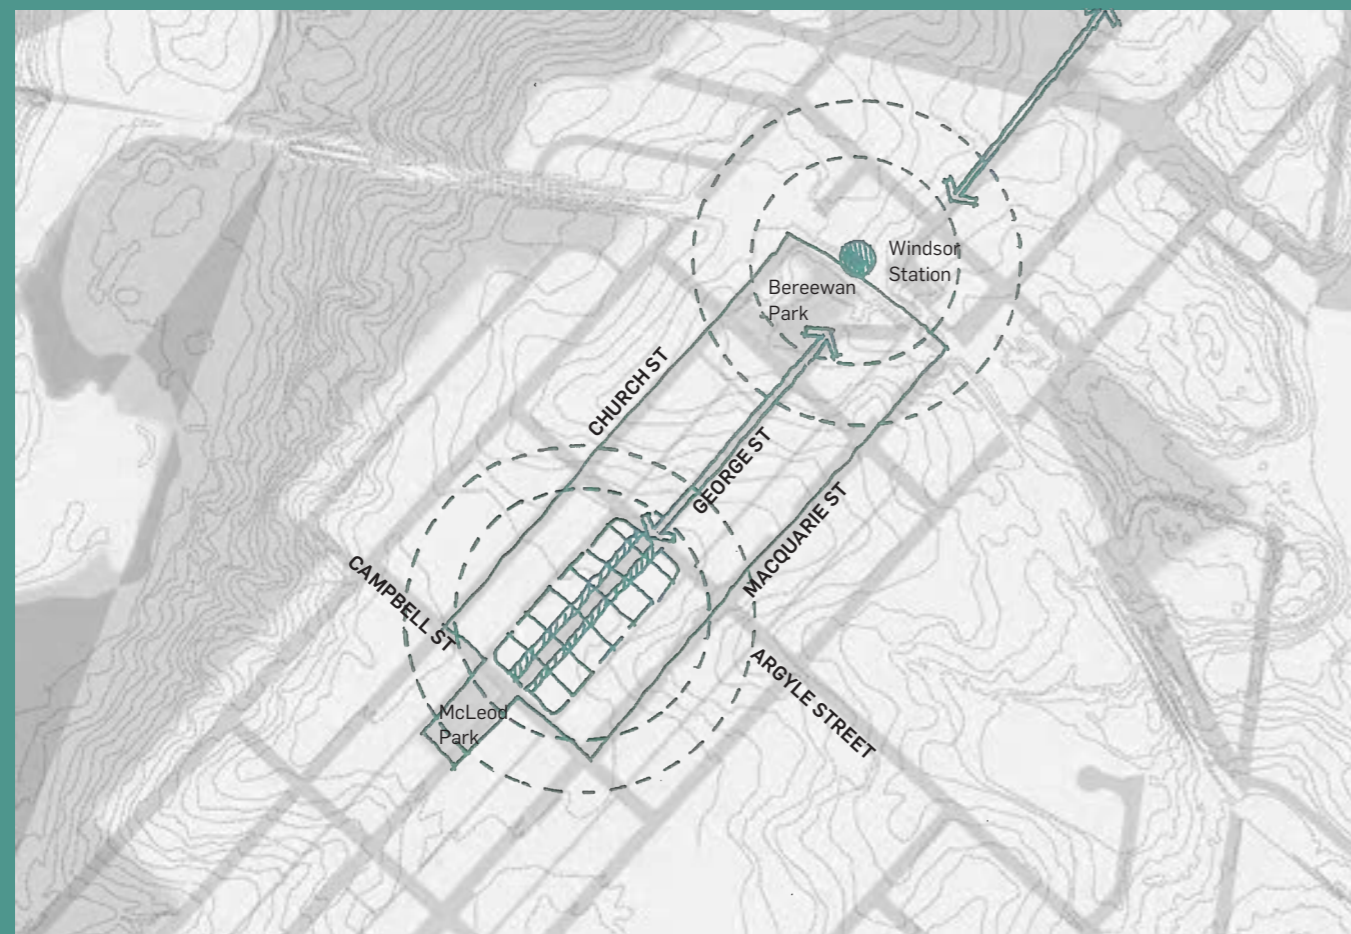 Windsor
Station
Bereewan
Park
CHURCH ST
GEORGE ST
MACQUARIE ST
CAMPBELL ST
ARGYLE STREET
McLeod
Park